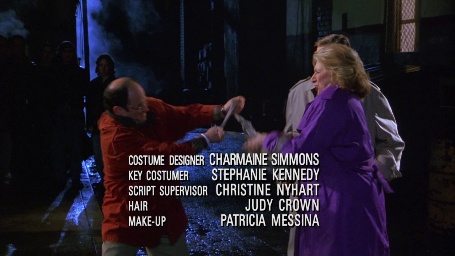 COSTUME DESIGNER CHARMAINE SIMMONS
KEY COSTUMER STEPHANIE KENNEDY
SCRIPT SUPERVISOR CHRISTINE NYHART
HAIR JUDY CROWN
MAKE-UP PATRICIA MESSINA